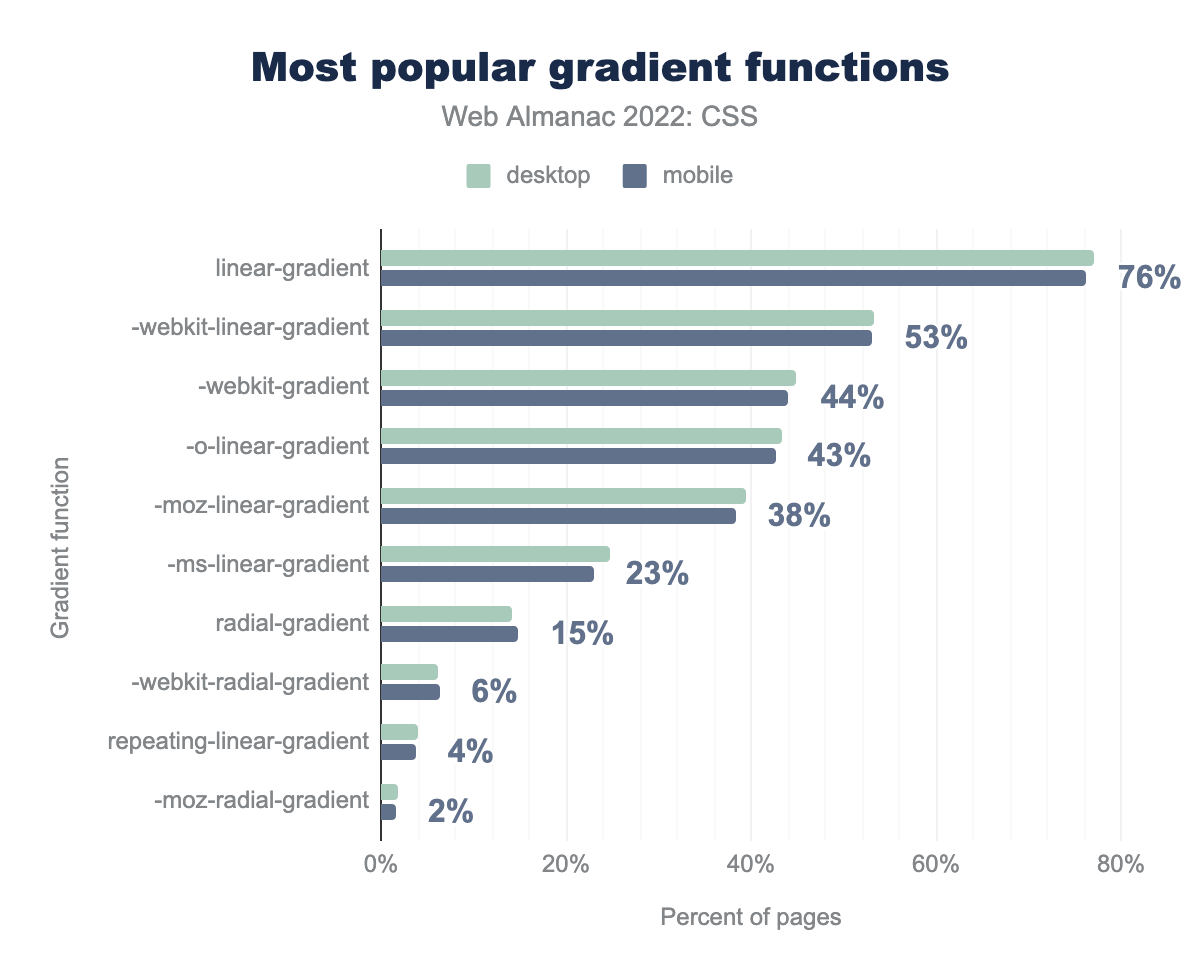 Most popular gradient functions
Web Almanac 2022: CSS
desktop
mobile
linear-gradient
76%
-webkit-linear-gradient
53%
-webkit-gradient
44%
-o-linear-gradient
43%
-moz-linear-gradient
38%
-ms-linear-gradient
23%
radial-gradient
15%
-webkit-radial-gradient
6%
repeating-linear-gradient
4%
-moz-radial-gradient
2%
Gradient function
0%
20%
40%
60%
80%
Percent of pages